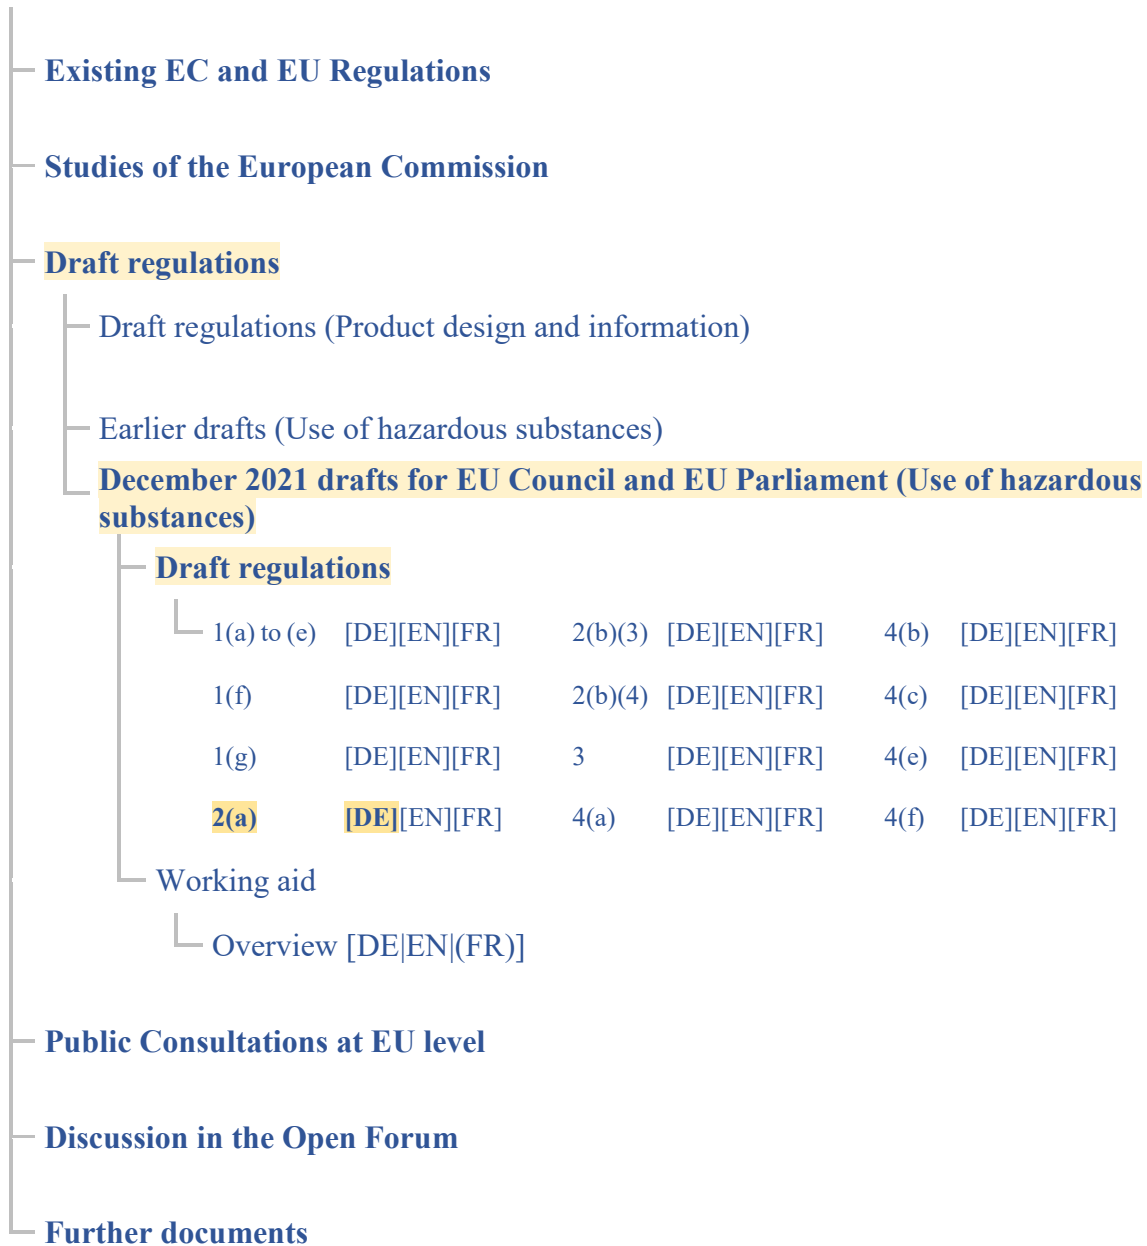 Existing EC and EU Regulations
Studies of the European Commission
Draft regulations
Draft regulations (Product design and information)
Earlier drafts (Use of hazardous substances)
December 2021 drafts for EU Council and EU Parliament (Use of hazardous
substances)
Draft regulations
1(a) to (e) [DE][EN][FR] 2(b)(3) [DE][EN][FR] 4(b) [DE][EN][FR]
1(f) [DE][EN][FR] 2(b)(4) [DE][EN][FR] 4(c) [DE][EN][FR]
1(g) [DE][EN][FR] 3 [DE][EN][FR] 4(e) [DE][EN][FR]
2(a) [DE][EN][FR] 4(a) [DE][EN][FR] 4(f) [DE][EN][FR]
Working aid
Overview [DE|EN|(FR)]
Public Consultations at EU level
Discussion in the Open Forum
Further documents